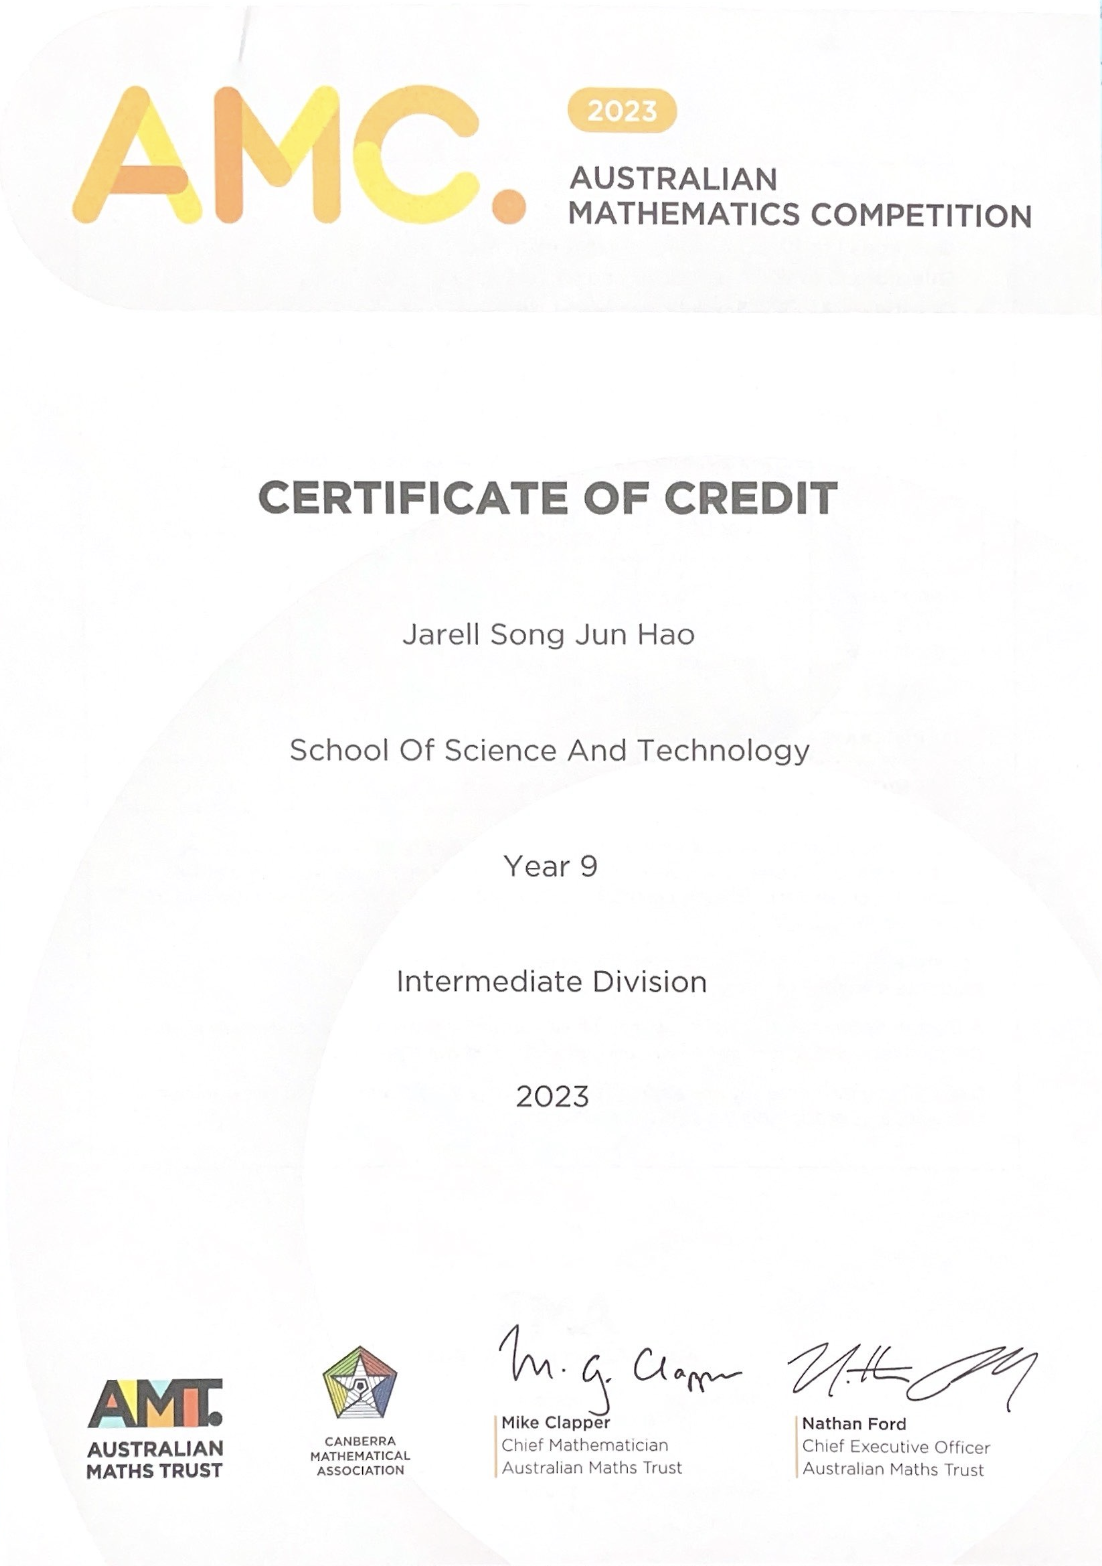 AMC.
2023
AUSTRALIAN
MATHEMATICS COMPETITION
CERTIFICATE OF CREDIT
Jarell Song Jun Hao
School Of Science And Technology
Year 9
Intermediate Division
2023
AMT.
AUSTRALIAN
MATHS TRUST
CANBERRA
MATHEMATICAL
ASSOCIATION
M. G. Clapper
Mike Clapper
Chief Mathematician
Australian Maths Trust
Nathan Ford
Chief Executive Officer
Australian Maths Trust